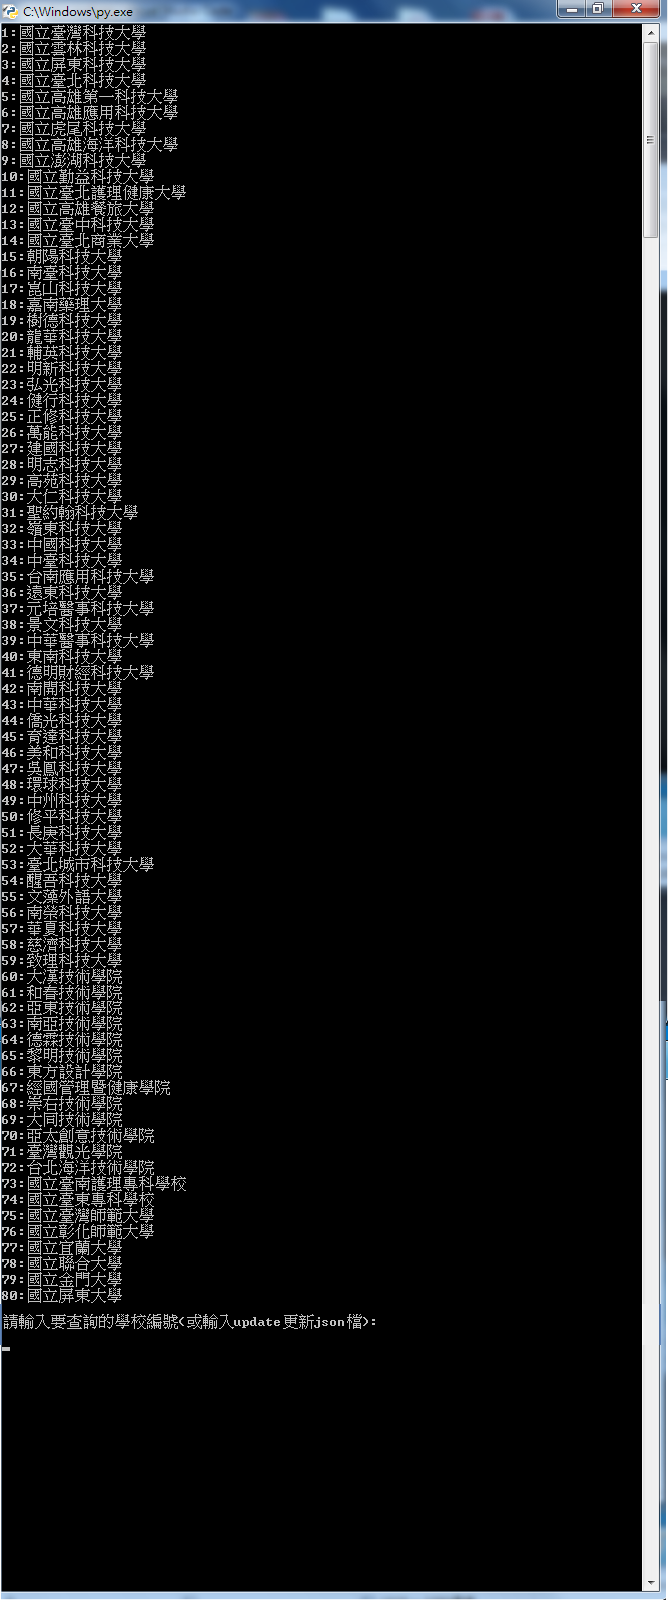 C:\Windows\py.exe
1:國立臺灣科技大學
2:國立雲林科技大學
3:國立屏東科技大學
4:國立臺北科技大學
5:國立高雄第一科技大學
6:國立高雄應用科技大學
7:國立虎尾科技大學
8:國立高雄海洋科技大學
9:國立澎湖科技大學
10:國立勤益科技大學
11:國立臺北護理健康大學
12:國立高雄餐旅大學
13:國立臺中科技大學
14:國立臺北商業大學
15:朝陽科技大學
16:南臺科技大學
17:崑山科技大學
18:嘉南藥理大學
19:樹德科技大學
20:龍華科技大學
21:輔英科技大學
22:明新科技大學
23:弘光科技大學
24:健行科技大學
25:正修科技大學
26:萬能科技大學
27:建國科技大學
28:明志科技大學
29:高苑科技大學
30:大仁科技大學
31:聖約翰科技大學
32:嶺東科技大學
33:中國科技大學
34:中臺科技大學
35:台南應用科技大學
36:遠東科技大學
37:元培醫事科技大學
38:景文科技大學
39:中華醫事科技大學
40:東南科技大學
41:德明財經科技大學
42:南開科技大學
43:中華科技大學
44:僑光科技大學
45:育達科技大學
46:美和科技大學
47:吳鳳科技大學
48:環球科技大學
49:中州科技大學
50:修平科技大學
51:長庚科技大學
52:大華科技大學
53:臺北城市科技大學
54:醒吾科技大學
55:文藻外語大學
56:南榮科技大學
57:華夏科技大學
58:慈濟科技大學
59:致理科技大學
60:大漢技術學院
61:和春技術學院
62:亞東技術學院
63:南亞技術學院
64:德霖技術學院
65:黎明技術學院
66:東方設計學院
67:經國管理暨健康學院
68:崇右技術學院
69:大同技術學院
70:亞太創意技術學院
71:臺灣觀光學院
72:台北海洋技術學院
73:國立臺南護理專科學校
74:國立臺東專科學校
75:國立臺灣師範大學
76:國立彰化師範大學
77:國立宜蘭大學
78:國立聯合大學
79:國立金門大學
80:國立屏東大學
請輸入要查詢的學校編號(或輸入update更新json檔):